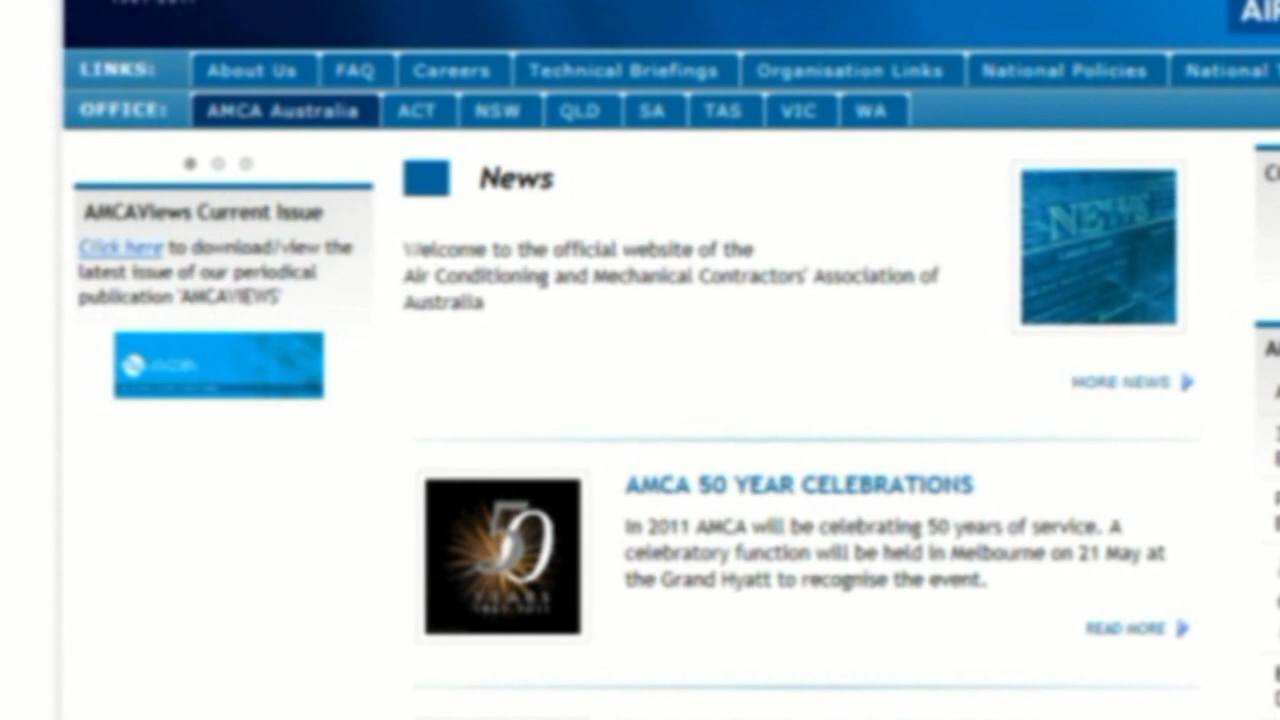 AIR
LINKS: About Us FAQ Careers Technical Briefings Organisation Links National Policies National
OFFICE: AMCA Australia ACT NSW QLD SA TAS VIC WA
AMCAViews Current Issue
Click here to download/view the
latest issue of our periodical
publication 'AMCAVIEWS'
News
Welcome to the official website of the
Air Conditioning and Mechanical Contractors' Association of
Australia
NEWS
MORE NEWS
50
YEARS
AMCA 50 YEAR CELEBRATIONS
In 2011 AMCA will be celebrating 50 years of service. A
celebratory function will be held in Melbourne on 21 May at
the Grand Hyatt to recognise the event.
READ MORE